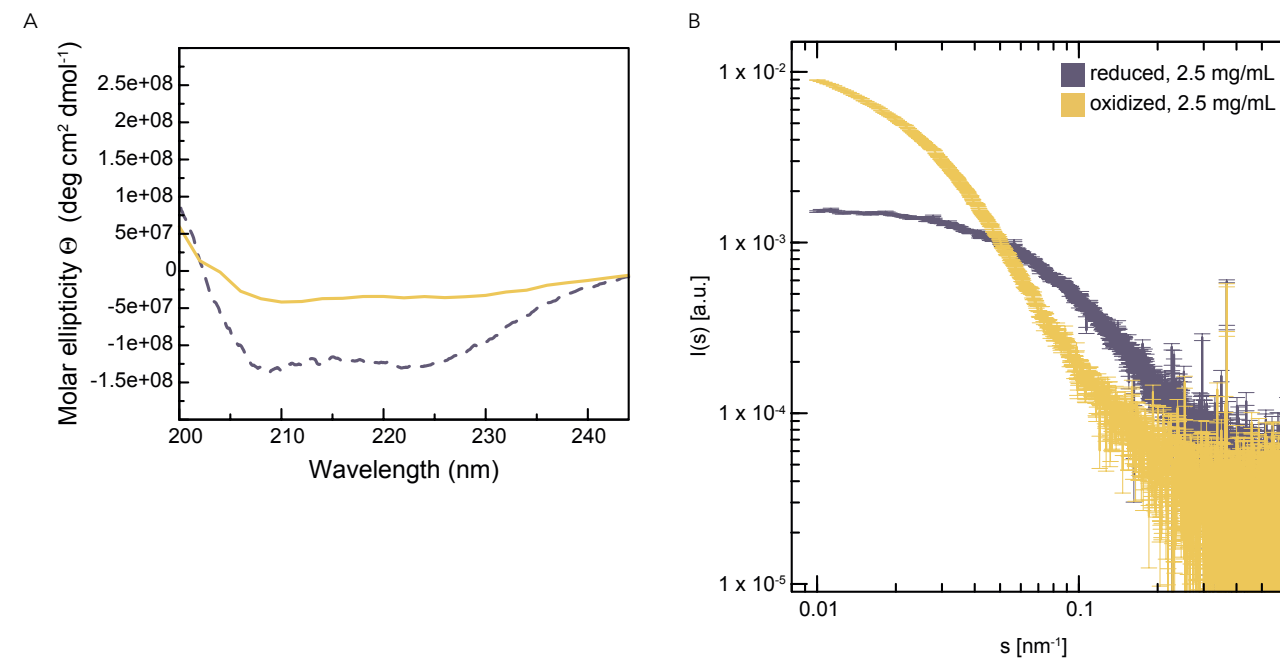 A
Molar ellipticity Θ (deg cm² dmol⁻¹)
2.5e+08
2e+08
1.5e+08
1e+08
5e+07
0
-5e+07
-1e+08
-1.5e+08
200 210 220 230 240
Wavelength (nm)
B
I(s) [a.u.]
1 x 10⁻²
1 x 10⁻³
1 x 10⁻⁴
1 x 10⁻⁵
reduced, 2.5 mg/mL
oxidized, 2.5 mg/mL
0.01 0.1
s [nm⁻¹]